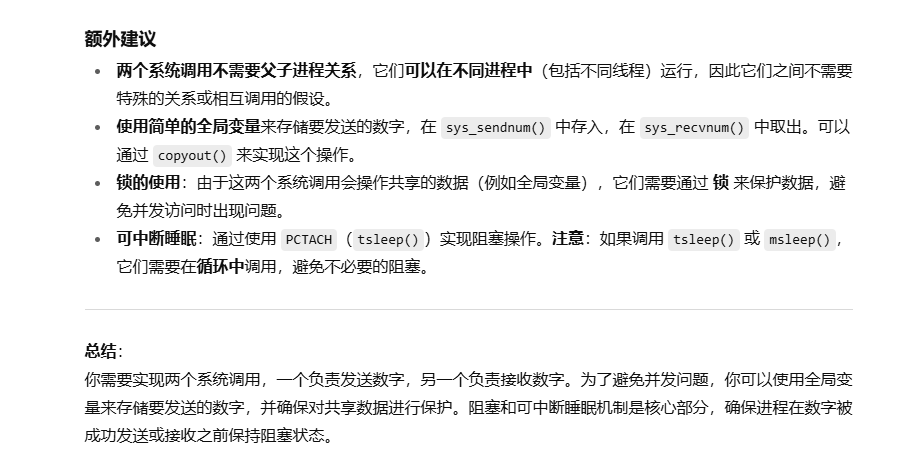 额外建议
• 两个系统调用不需要父子进程关系，它们可以在不同进程中（包括不同线程）运行，因此它们之间不需要
特殊的关系或相互调用的假设。
• 使用简单的全局变量来存储要发送的数字，在 sys_sendnum() 中存入，在 sys_recvnum() 中取出。可以
通过 copyout() 来实现这个操作。
• 锁的使用：由于这两个系统调用会操作共享的数据（例如全局变量），它们需要通过 锁 来保护数据，避
免并发访问时出现问题。
• 可中断睡眠：通过使用 PCTACH （tsleep()）实现阻塞操作。注意：如果调用 tsleep() 或 msleep()，
它们需要在循环中调用，避免不必要的阻塞。
总结：
你需要实现两个系统调用，一个负责发送数字，另一个负责接收数字。为了避免并发问题，你可以使用全局变
量来存储要发送的数字，并确保对共享数据进行保护。阻塞和可中断睡眠机制是核心部分，确保进程在数字被
成功发送或接收之前保持阻塞状态。